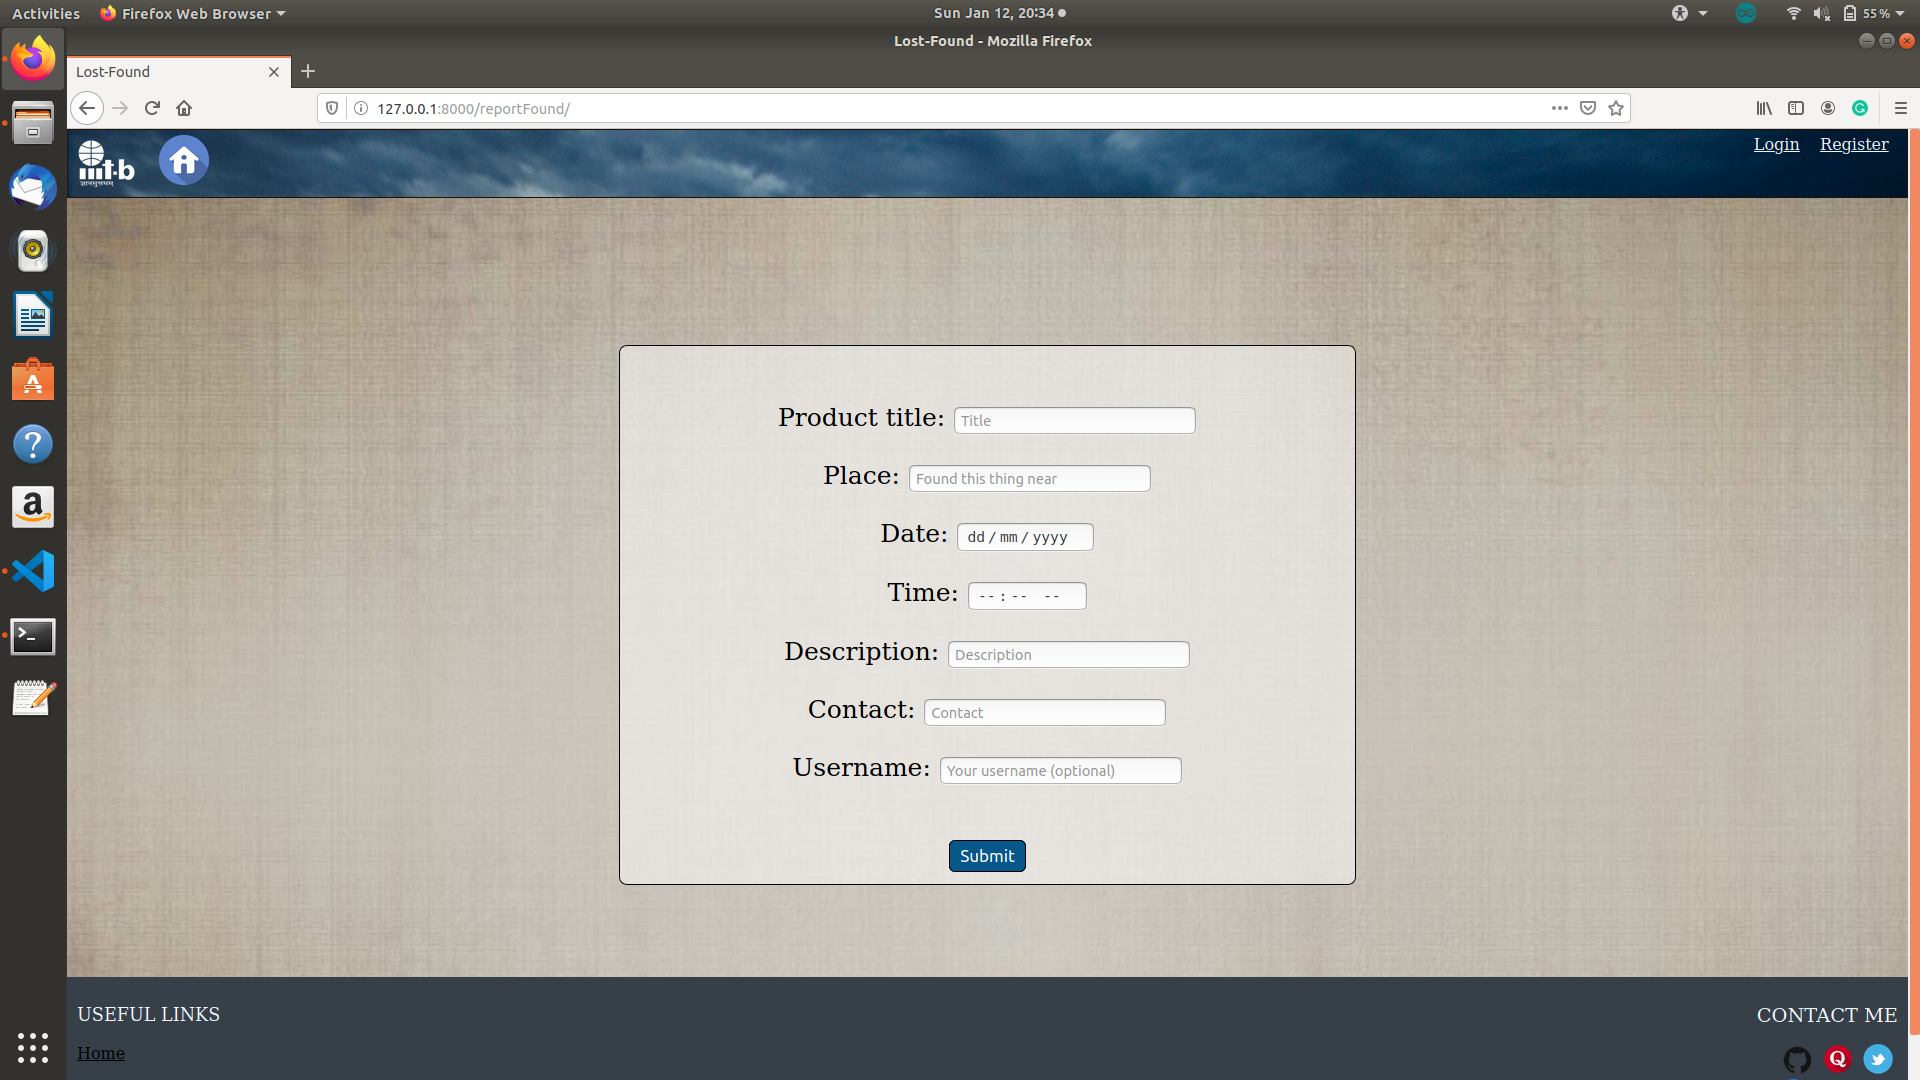 Activities Firefox Web Browser Sun Jan 12, 20:34 55 %
Lost-Found - Mozilla Firefox
Lost-Found
127.0.0.1:8000/reportFound/
iiit-b
ज्ञानमुत्तमम्
Login Register
Product title: Title
Place: Found this thing near
Date: dd / mm / yyyy
Time: -- : -- --
Description: Description
Contact: Contact
Username: Your username (optional)
Submit
USEFUL LINKS
CONTACT ME
Home